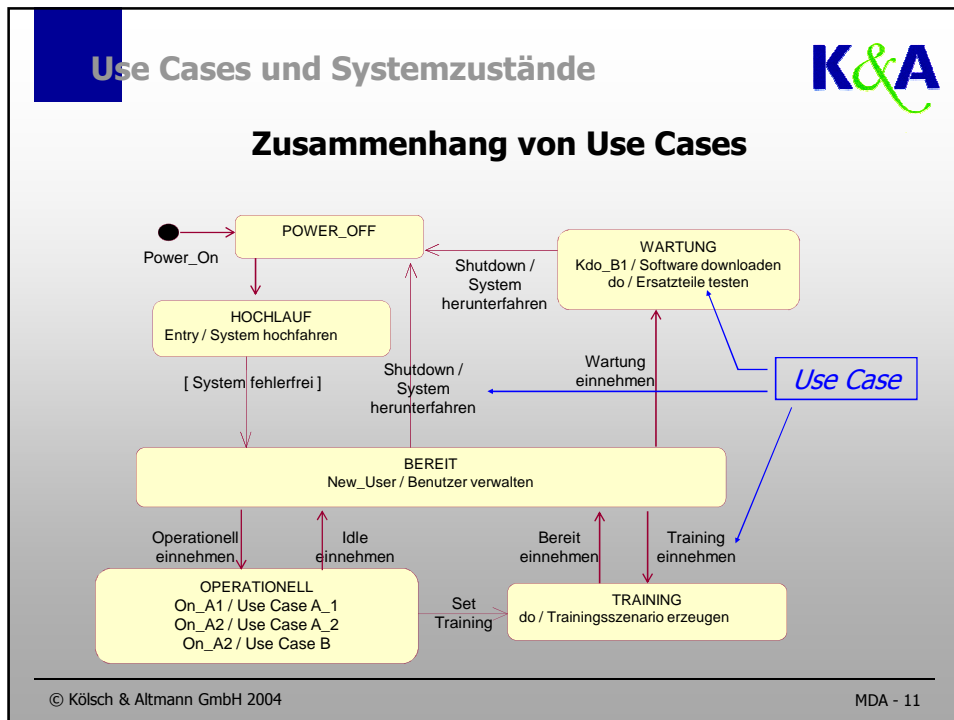 Use Cases und Systemzustände
K&A
Zusammenhang von Use Cases
POWER_OFF
Power_On
WARTUNG
Kdo_B1 / Software downloaden
do / Ersatzteile testen
Shutdown /
System
herunterfahren
HOCHLAUF
Entry / System hochfahren
[ System fehlerfrei ]
Shutdown /
System
herunterfahren
Wartung
einnehmen
Use Case
BEREIT
New_User / Benutzer verwalten
Operationell
einnehmen
Idle
einnehmen
Bereit
einnehmen
Training
einnehmen
OPERATIONELL
On_A1 / Use Case A_1
On_A2 / Use Case A_2
On_A2 / Use Case B
Set
Training
TRAINING
do / Trainingsszenario erzeugen
© Kölsch & Altmann GmbH 2004
MDA - 11